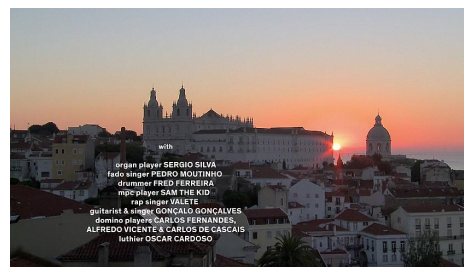 with
organ player SERGIO SILVA
fado singer PEDRO MOUTINHO
drummer FRED FERREIRA
mpc player SAM THE KID
rap singer VALETE
guitarist & singer GONÇALO GONÇALVES
domino players CARLOS FERNANDES,
ALFREDO VICENTE & CARLOS DE CASCAIS
luthier OSCAR CARDOSO